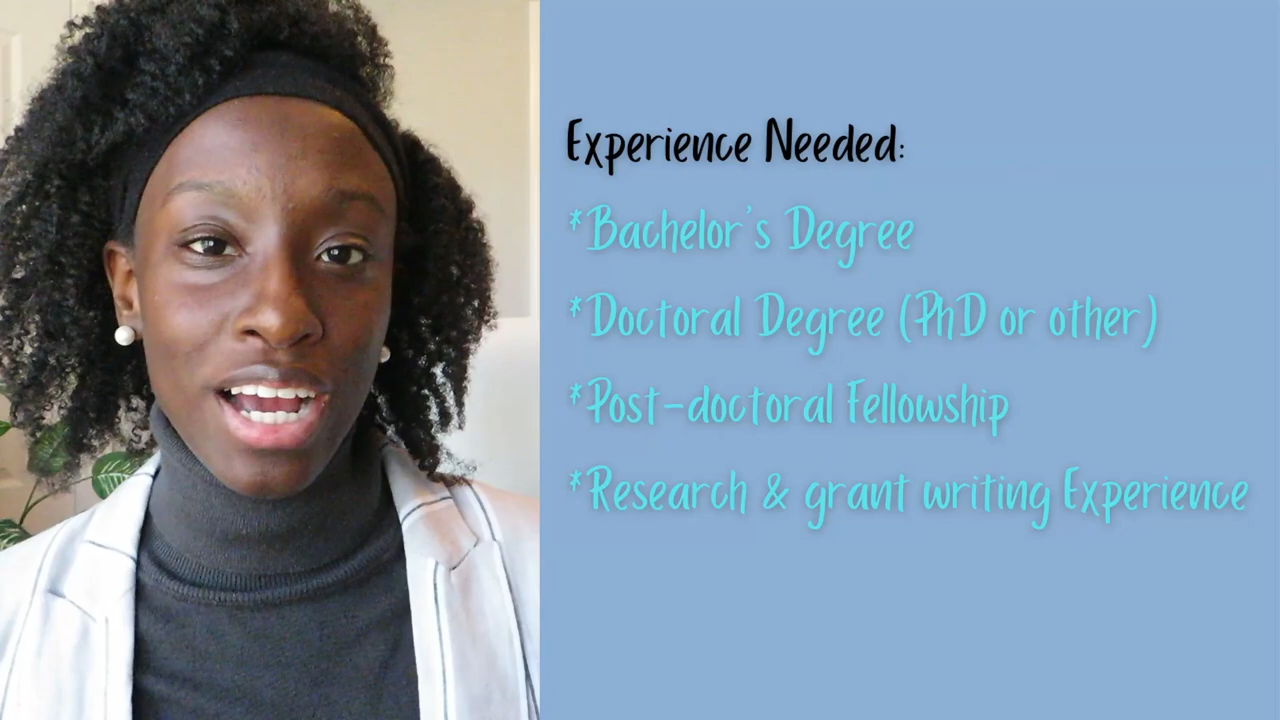 Experience Needed:
*Bachelor's Degree
*Doctoral Degree (PhD or other)
*Post-doctoral Fellowship
*Research & grant writing Experience